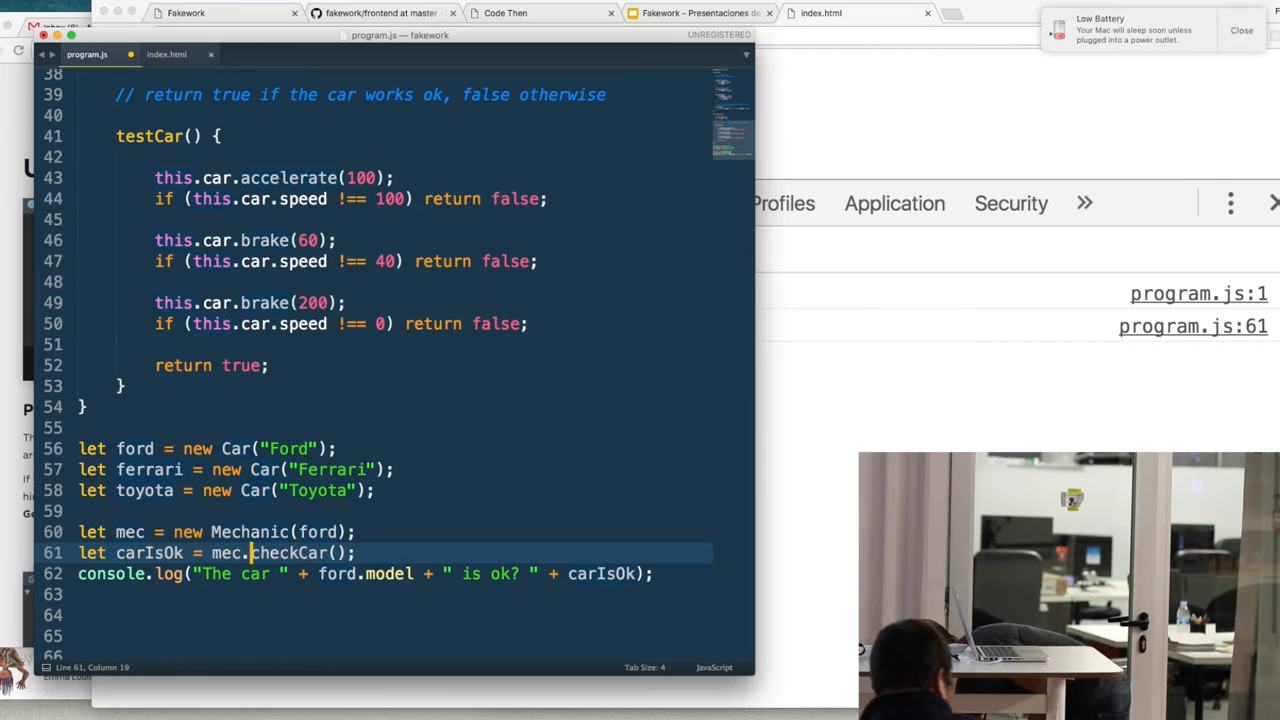 Fakework
fakework/frontend at master ·
Code Then
Fakework - Presentaciones de
index.html
Low Battery
Your Mac will sleep soon unless
plugged into a power outlet.
Close
program.js — fakework
UNREGISTERED
program.js
index.html
38
39 // return true if the car works ok, false otherwise
40
41 testCar() {
42
43 this.car.accelerate(100);
44 if (this.car.speed !== 100) return false;
45
46 this.car.brake(60);
47 if (this.car.speed !== 40) return false;
48
49 this.car.brake(200);
50 if (this.car.speed !== 0) return false;
51
52 return true;
53 }
54 }
55
56 let ford = new Car("Ford");
57 let ferrari = new Car("Ferrari");
58 let toyota = new Car("Toyota");
59
60 let mec = new Mechanic(ford);
61 let carIsOk = mec.checkCar();
62 console.log("The car " + ford.model + " is ok? " + carIsOk);
63
64
65
66
Line 61, Column 19
Tab Size: 4
JavaScript
Profiles
Application
Security
program.js:1
program.js:61